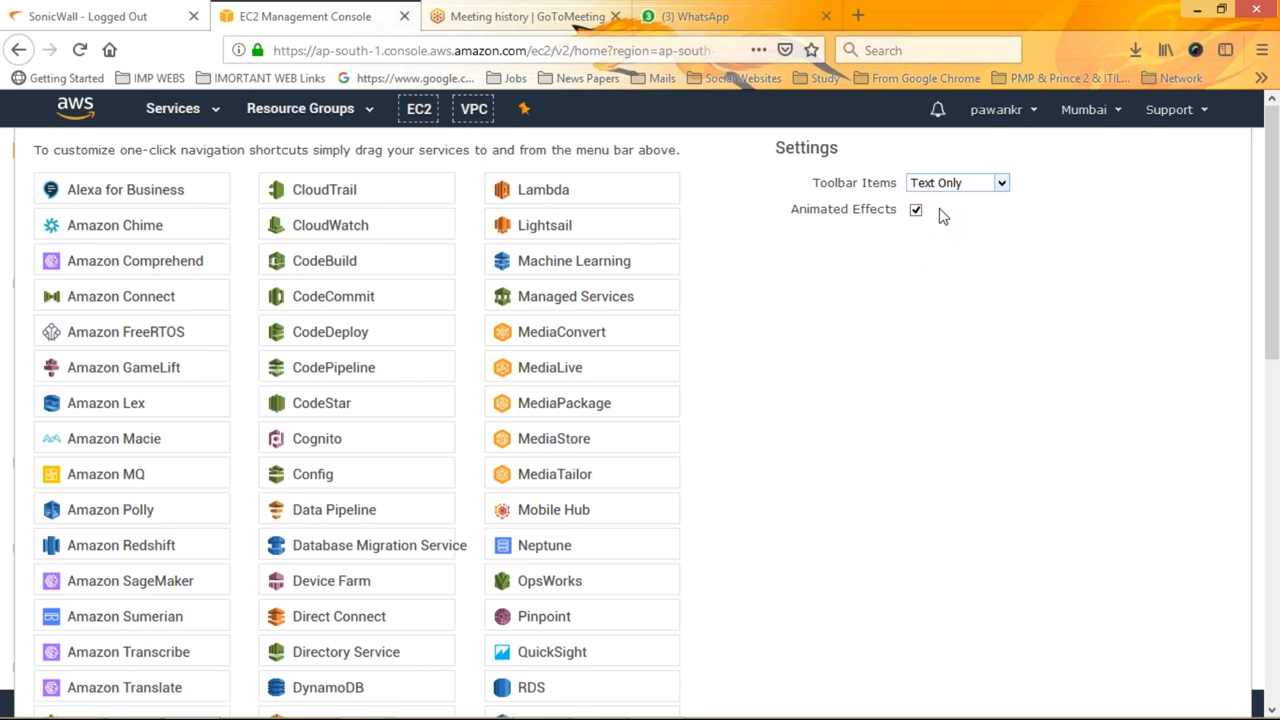 SonicWall - Logged Out
EC2 Management Console
Meeting history | GoToMeeting
(3) WhatsApp
https://ap-south-1.console.aws.amazon.com/ec2/v2/home?region=ap-south-
Search
Getting Started
IMP WEBS
IMORTANT WEB Links
https://www.google.c...
Jobs
News Papers
Mails
Social Websites
Study
From Google Chrome
PMP & Prince 2 & ITIL...
Network
aws
Services
Resource Groups
EC2
VPC
pawankr
Mumbai
Support
To customize one-click navigation shortcuts simply drag your services to and from the menu bar above.
Alexa for Business
Amazon Chime
Amazon Comprehend
Amazon Connect
Amazon FreeRTOS
Amazon GameLift
Amazon Lex
Amazon Macie
Amazon MQ
Amazon Polly
Amazon Redshift
Amazon SageMaker
Amazon Sumerian
Amazon Transcribe
Amazon Translate
CloudTrail
CloudWatch
CodeBuild
CodeCommit
CodeDeploy
CodePipeline
CodeStar
Cognito
Config
Data Pipeline
Database Migration Service
Device Farm
Direct Connect
Directory Service
DynamoDB
Lambda
Lightsail
Machine Learning
Managed Services
MediaConvert
MediaLive
MediaPackage
MediaStore
MediaTailor
Mobile Hub
Neptune
OpsWorks
Pinpoint
QuickSight
RDS
Settings
Toolbar Items
Text Only
Animated Effects